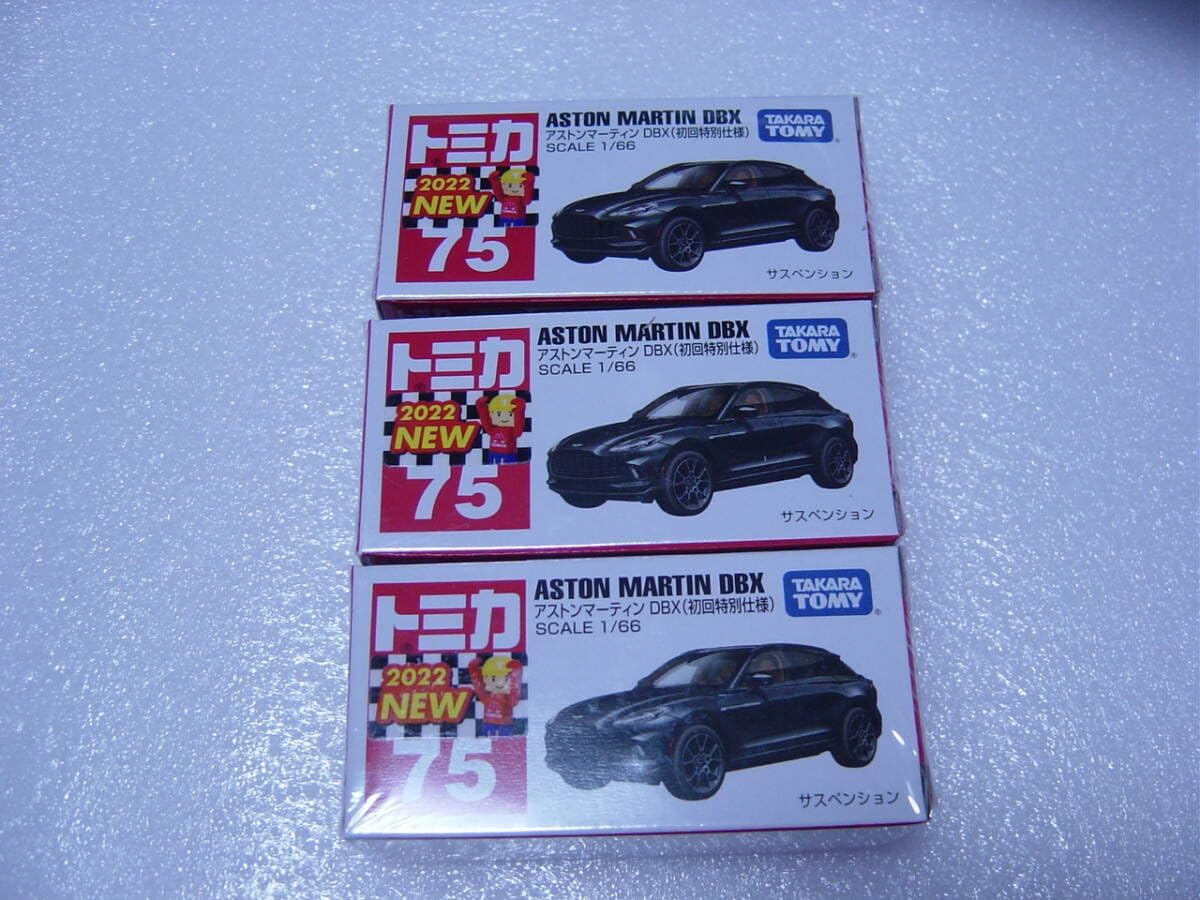 トミカ
2022
NEW
75
ASTON MARTIN DBX
アストンマーティン DBX(初回特別仕様)
SCALE 1/66
TAKARA
TOMY
サスペンション
トミカ
2022
NEW
75
ASTON MARTIN DBX
アストンマーティン DBX(初回特別仕様)
SCALE 1/66
TAKARA
TOMY
サスペンション
トミカ
2022
NEW
75
ASTON MARTIN DBX
アストンマーティン DBX(初回特別仕様)
SCALE 1/66
TAKARA
TOMY
サスペンション